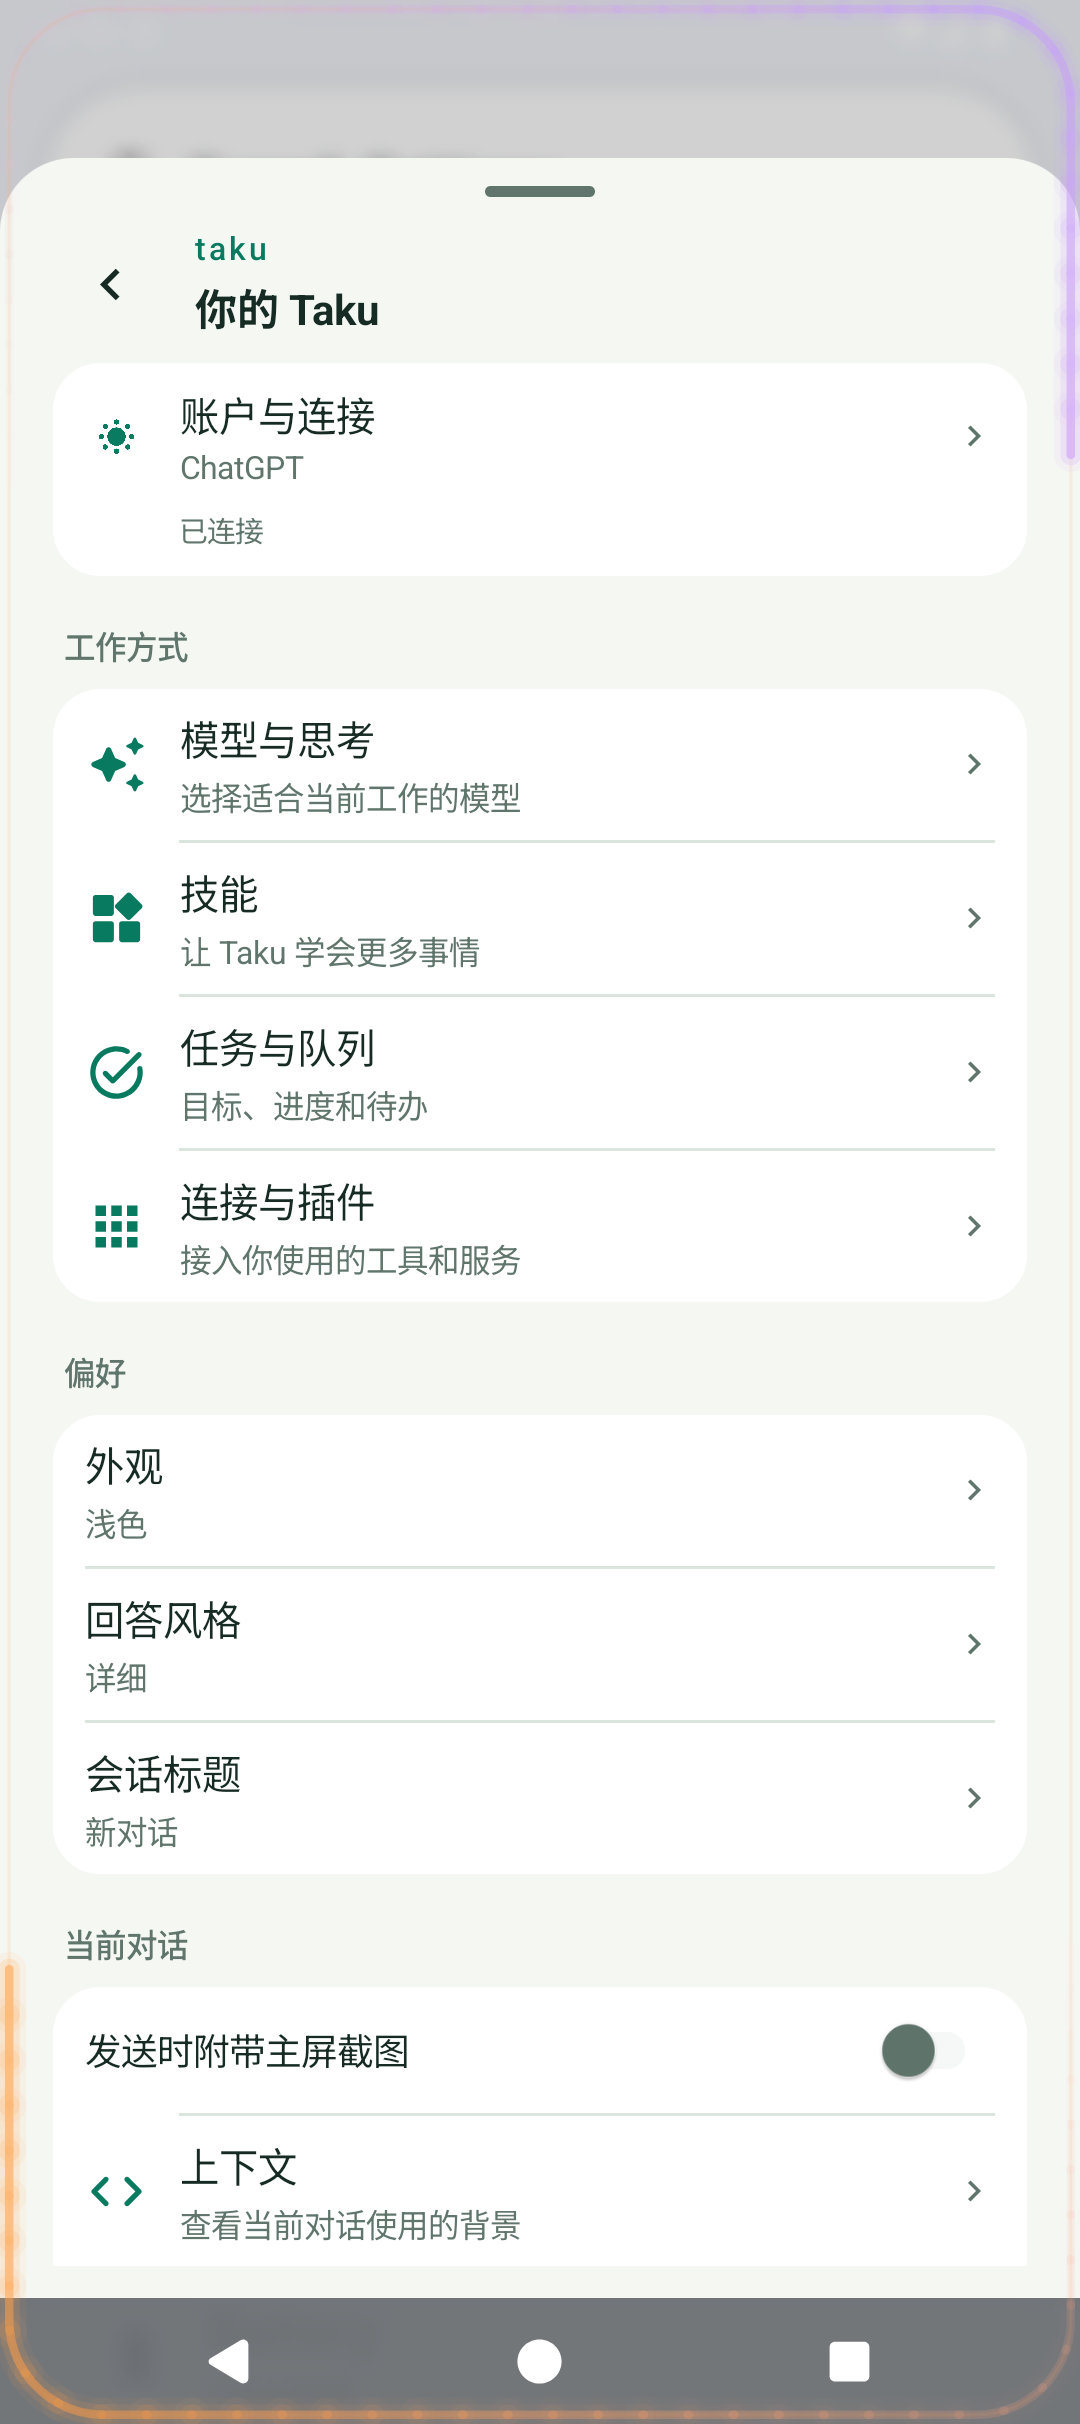 taku
你的 Taku
账户与连接
ChatGPT
已连接
工作方式
模型与思考
选择适合当前工作的模型
技能
让 Taku 学会更多事情
任务与队列
目标、进度和待办
连接与插件
接入你使用的工具和服务
偏好
外观
浅色
回答风格
详细
会话标题
新对话
当前对话
发送时附带主屏截图
上下文
查看当前对话使用的背景